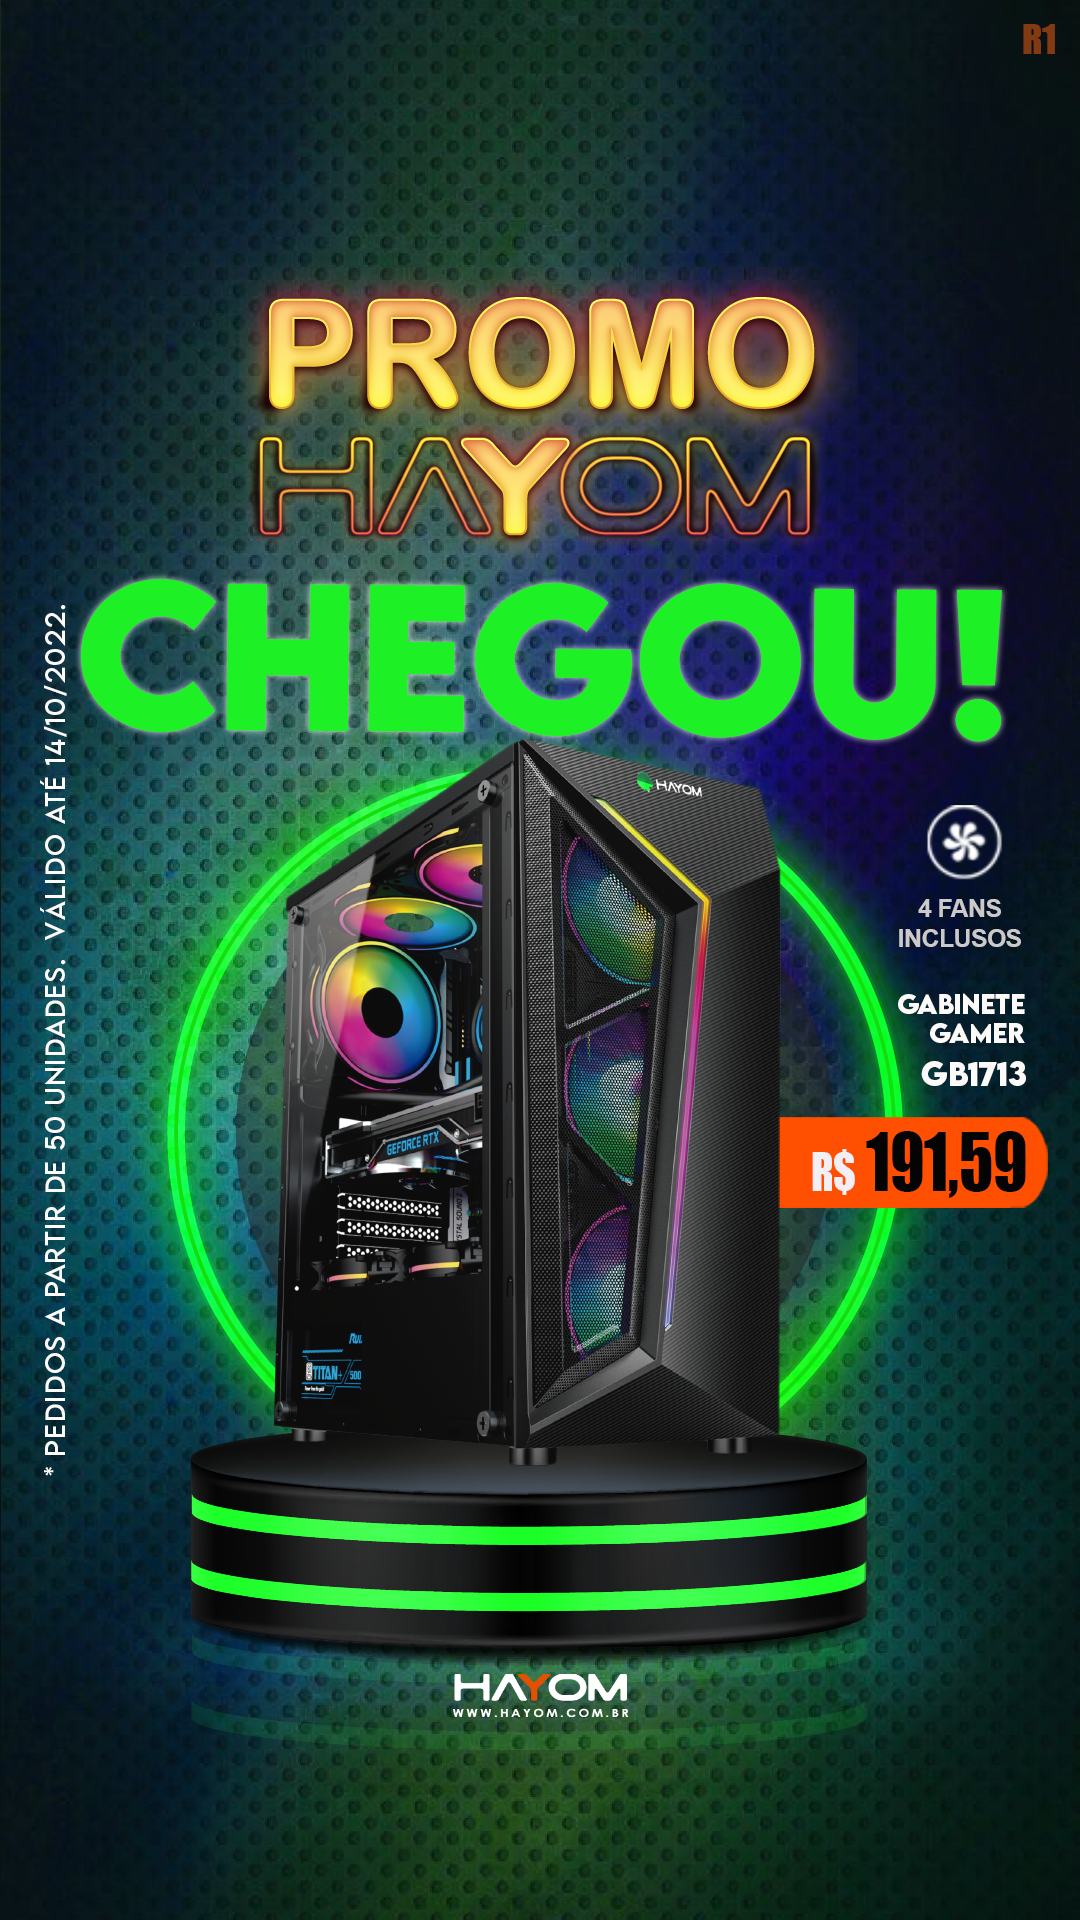 R1
PROMO
HAYOM
CHEGOU!
* PEDIDOS A PARTIR DE 50 UNIDADES. VÁLIDO ATÉ 14/10/2022.
HAYOM
4 FANS
INCLUSOS
GABINETE
GAMER
GB1713
R$ 191,59
GEFORCE RTX
TITAN+ 500
HAYOM
WWW.HAYOM.COM.BR